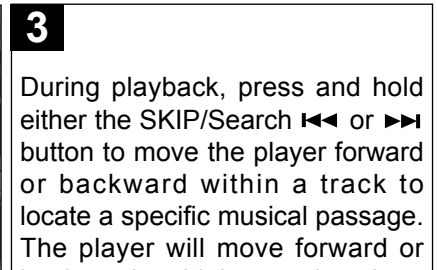 3
During playback, press and hold
either the SKIP/Search ⏮ or ⏭
button to move the player forward
or backward within a track to
locate a specific musical passage.
The player will move forward or